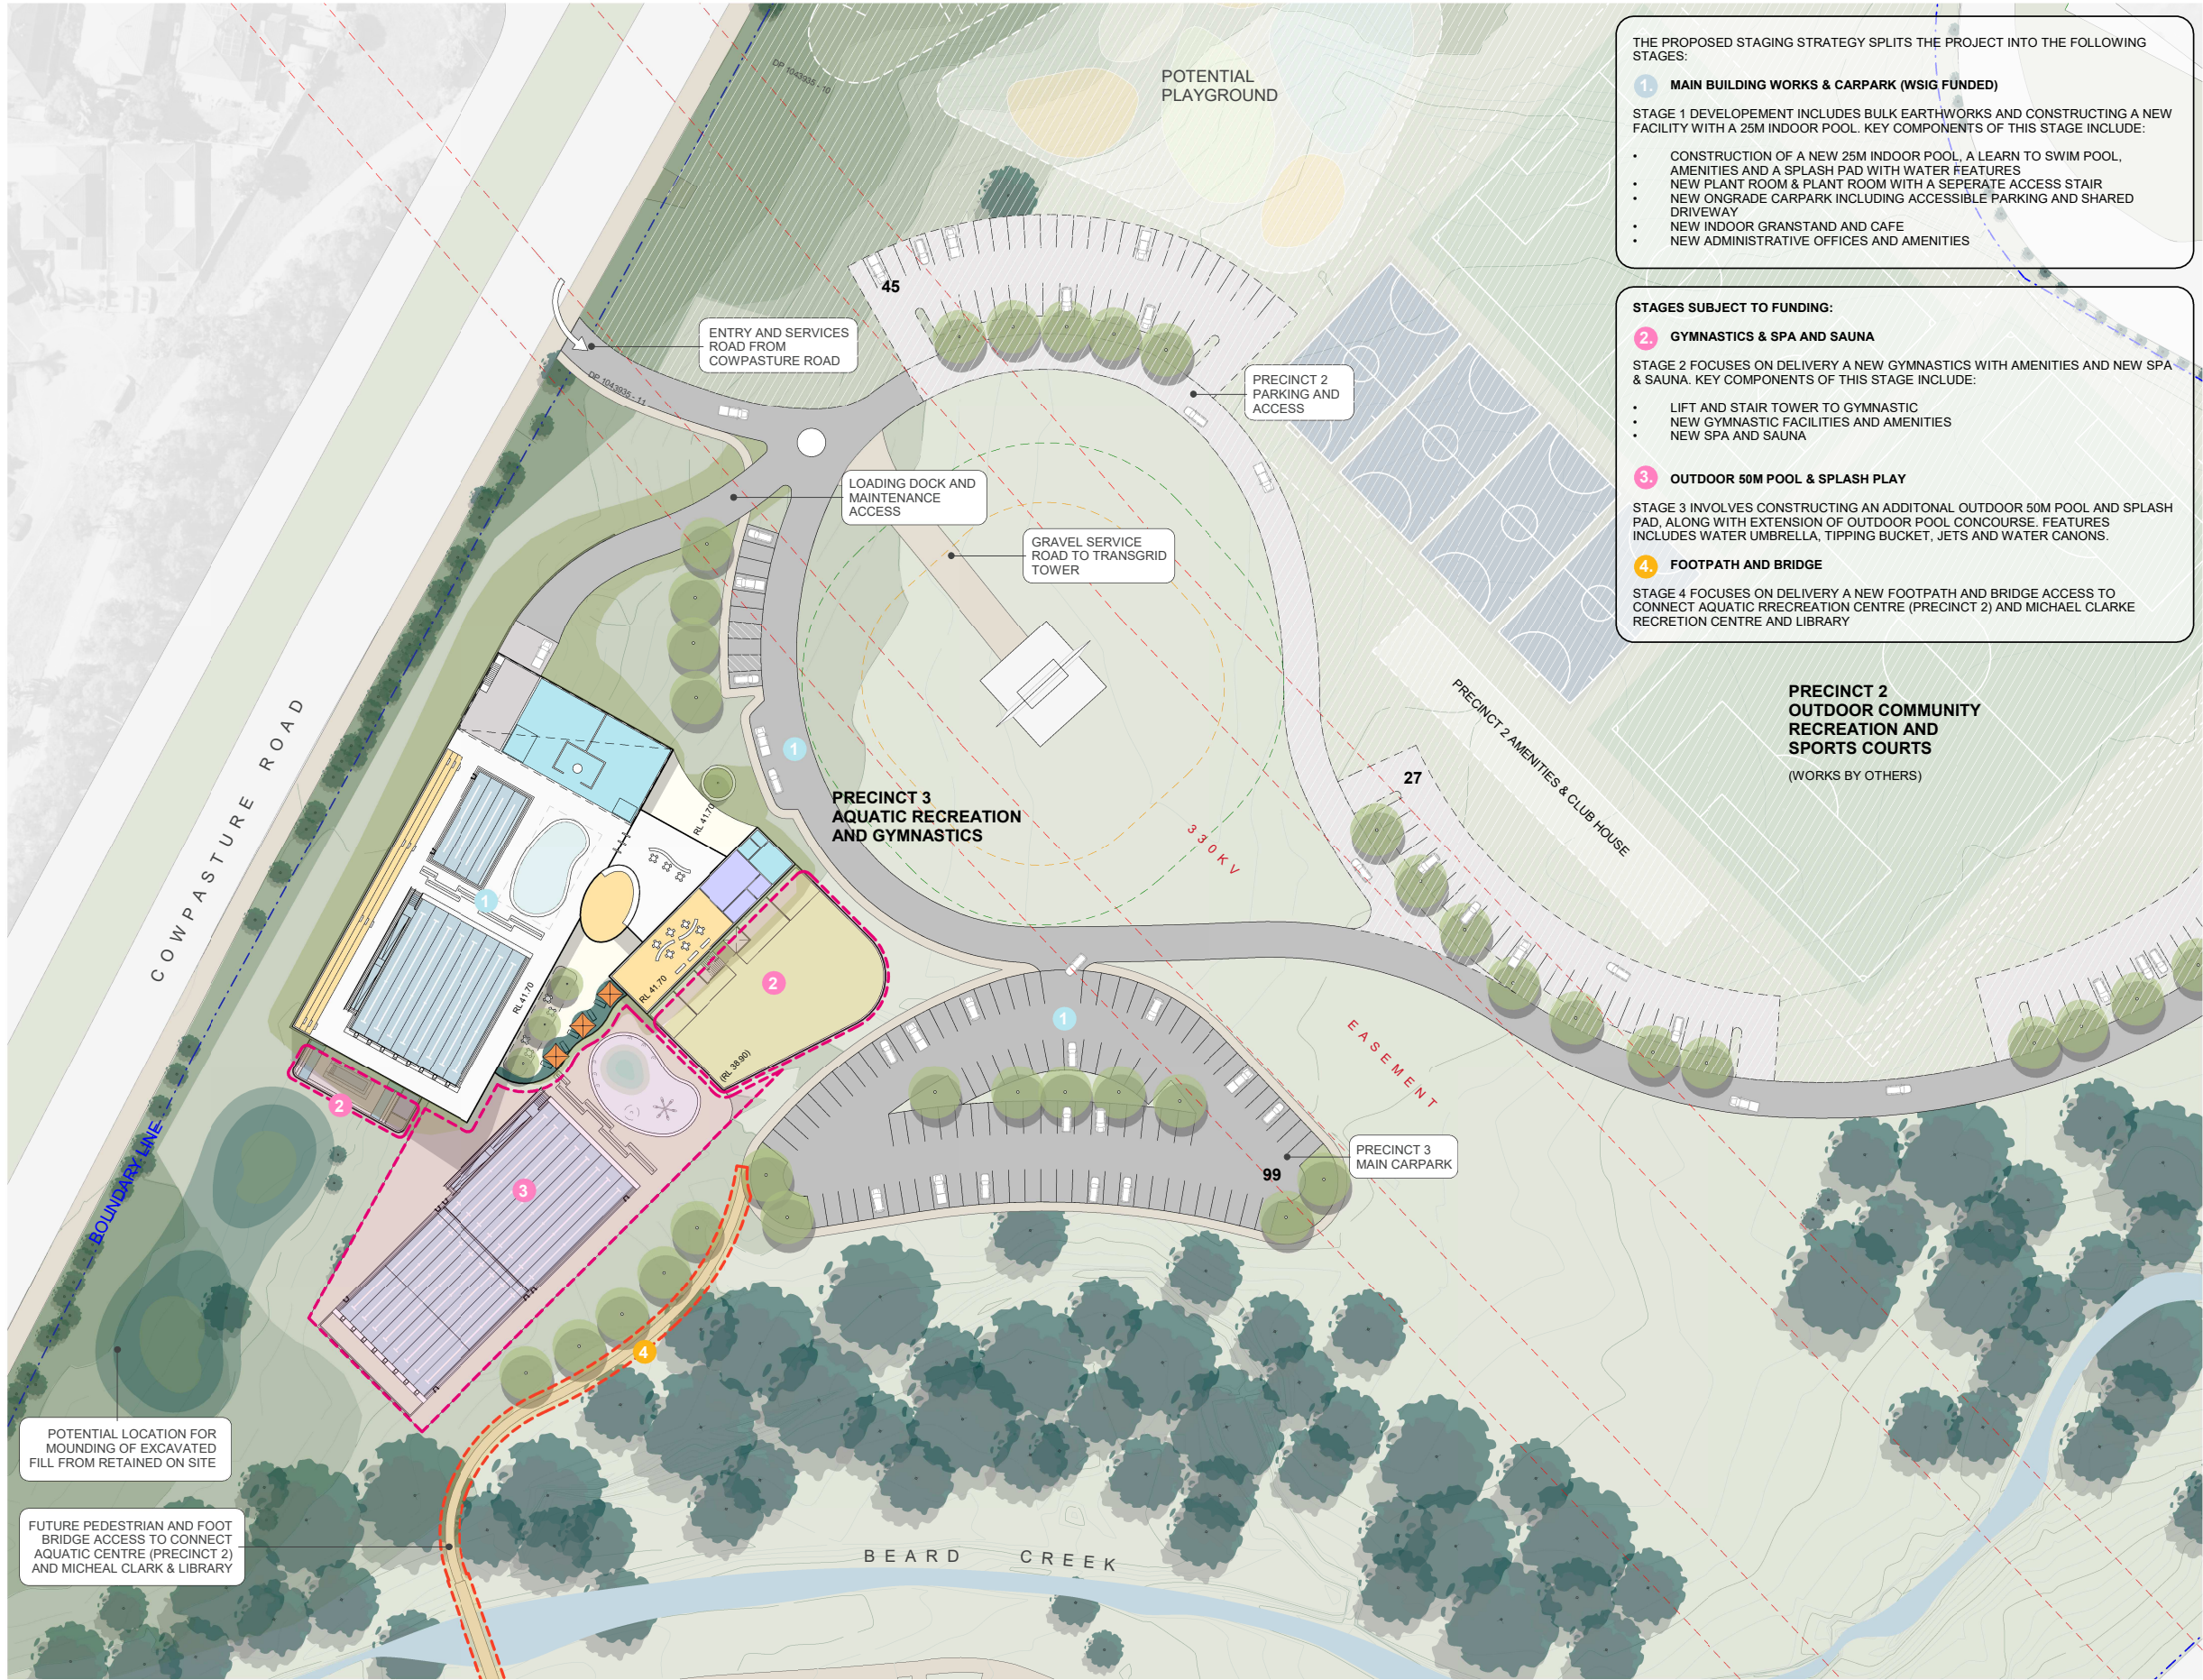 THE PROPOSED STAGING STRATEGY SPLITS THE PROJECT INTO THE FOLLOWING
STAGES:
1. MAIN BUILDING WORKS & CARPARK (WSIG FUNDED)
STAGE 1 DEVELOPEMENT INCLUDES BULK EARTHWORKS AND CONSTRUCTING A NEW
FACILITY WITH A 25M INDOOR POOL. KEY COMPONENTS OF THIS STAGE INCLUDE:
• CONSTRUCTION OF A NEW 25M INDOOR POOL, A LEARN TO SWIM POOL,
AMENITIES AND A SPLASH PAD WITH WATER FEATURES
• NEW PLANT ROOM & PLANT ROOM WITH A SEPERATE ACCESS STAIR
• NEW ONGRADE CARPARK INCLUDING ACCESSIBLE PARKING AND SHARED
DRIVEWAY
• NEW INDOOR GRANSTAND AND CAFE
• NEW ADMINISTRATIVE OFFICES AND AMENITIES
STAGES SUBJECT TO FUNDING:
2. GYMNASTICS & SPA AND SAUNA
STAGE 2 FOCUSES ON DELIVERY A NEW GYMNASTICS WITH AMENITIES AND NEW SPA
& SAUNA. KEY COMPONENTS OF THIS STAGE INCLUDE:
• LIFT AND STAIR TOWER TO GYMNASTIC
• NEW GYMNASTIC FACILITIES AND AMENITIES
• NEW SPA AND SAUNA
3. OUTDOOR 50M POOL & SPLASH PLAY
STAGE 3 INVOLVES CONSTRUCTING AN ADDITONAL OUTDOOR 50M POOL AND SPLASH
PAD, ALONG WITH EXTENSION OF OUTDOOR POOL CONCOURSE. FEATURES
INCLUDES WATER UMBRELLA, TIPPING BUCKET, JETS AND WATER CANONS.
4. FOOTPATH AND BRIDGE
STAGE 4 FOCUSES ON DELIVERY A NEW FOOTPATH AND BRIDGE ACCESS TO
CONNECT AQUATIC RRECREATION CENTRE (PRECINCT 2) AND MICHAEL CLARKE
RECRETION CENTRE AND LIBRARY
DP 1043935 - 10
POTENTIAL
PLAYGROUND
45
ENTRY AND SERVICES
ROAD FROM
COWPASTURE ROAD
DP 1043935 - 11
PRECINCT 2
PARKING AND
ACCESS
LOADING DOCK AND
MAINTENANCE
ACCESS
GRAVEL SERVICE
ROAD TO TRANSGRID
TOWER
COWPASTURE ROAD
PRECINCT 2 AMENITIES & CLUB HOUSE
PRECINCT 2
OUTDOOR COMMUNITY
RECREATION AND
SPORTS COURTS
(WORKS BY OTHERS)
1
27
PRECINCT 3
AQUATIC RECREATION
AND GYMNASTICS
RL 41.70
330KV
1
2
RL 41.70
RL 41.70
1
EASEMENT
(RL 38.90)
2
BOUNDARY LINE
PRECINCT 3
MAIN CARPARK
99
3
4
POTENTIAL LOCATION FOR
MOUNDING OF EXCAVATED
FILL FROM RETAINED ON SITE
FUTURE PEDESTRIAN AND FOOT
BRIDGE ACCESS TO CONNECT
AQUATIC CENTRE (PRECINCT 2)
AND MICHEAL CLARK & LIBRARY
BEARD CREEK